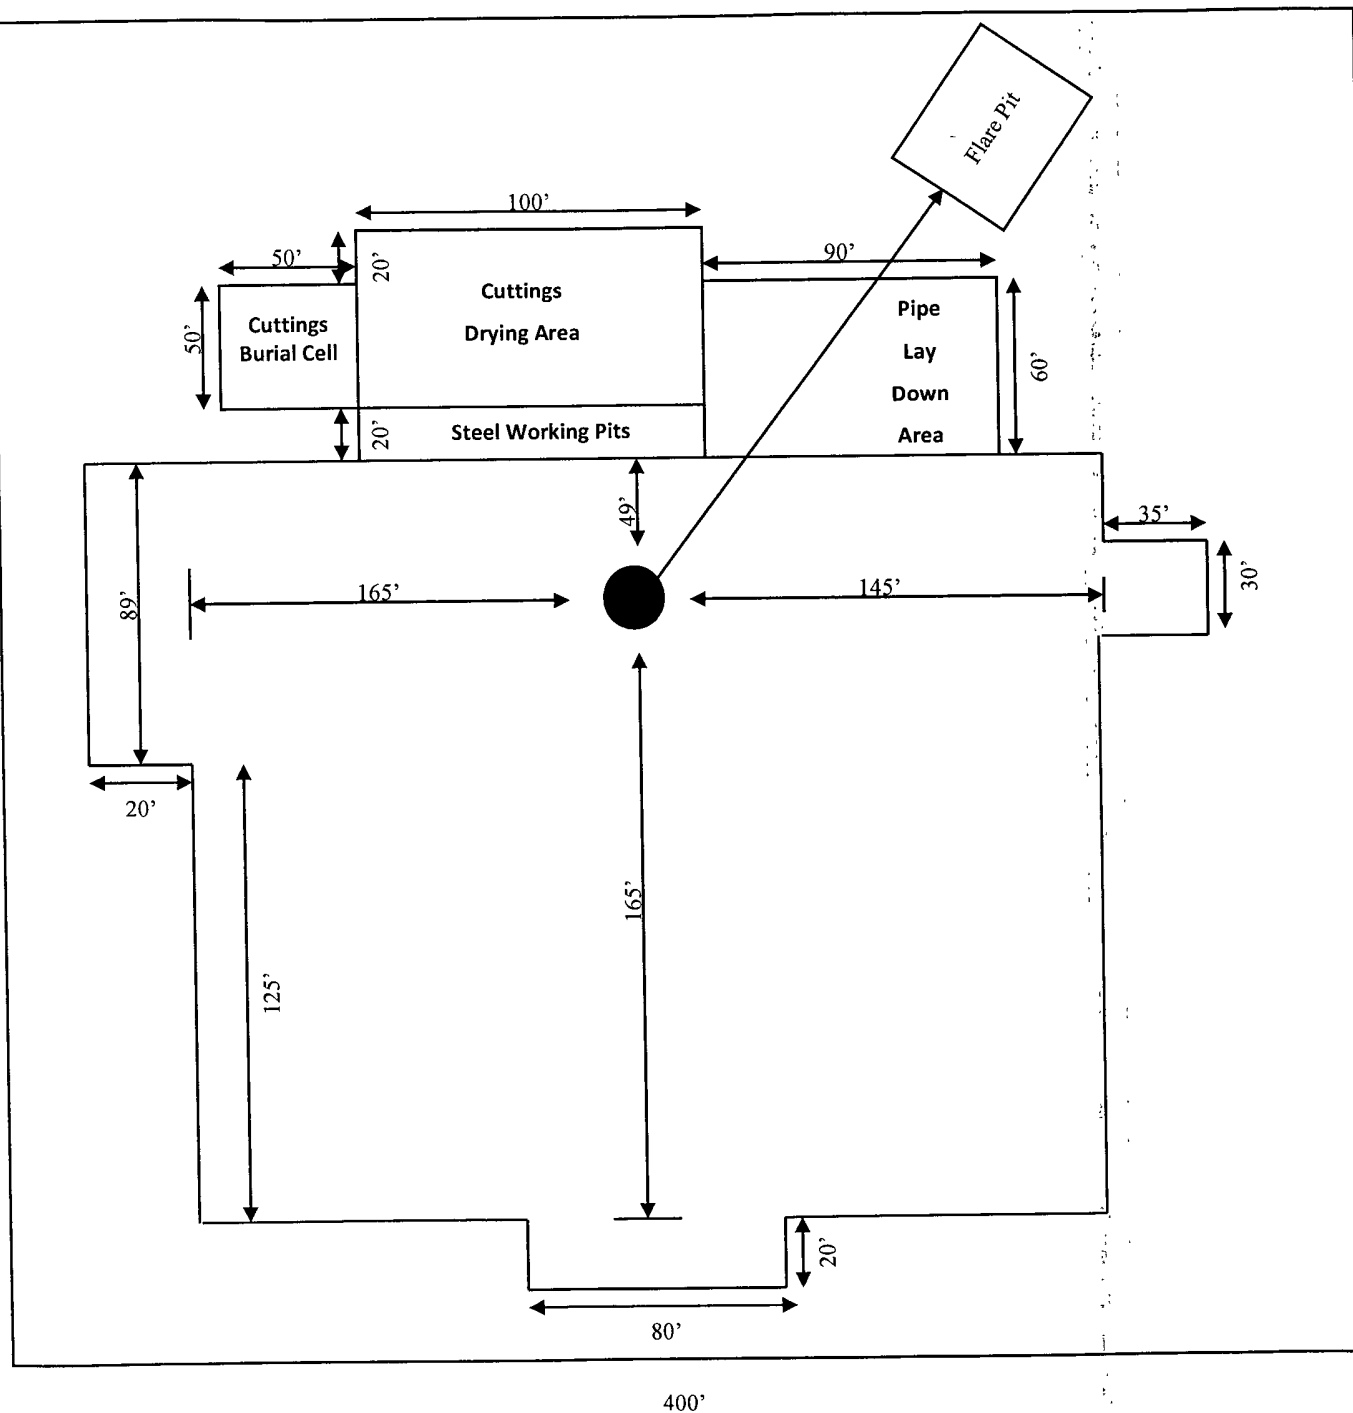 Flare Pit
100’
50’
20’
90’
Cuttings
Drying Area
Cuttings
Burial Cell
50’
Pipe
Lay
Down
Area
60’
20’
Steel Working Pits
49’
35’
30’
165’
145’
89’
20’
165’
125’
20’
80’
400’